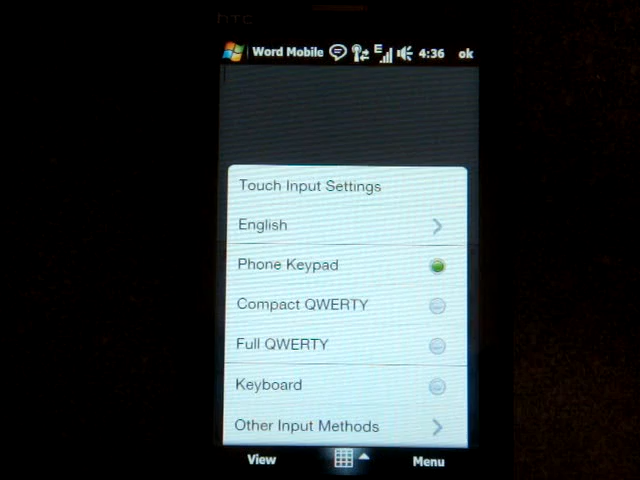 hTC
Word Mobile E 4:36 ok
Touch Input Settings
English
Phone Keypad
Compact QWERTY
Full QWERTY
Keyboard
Other Input Methods
View Menu